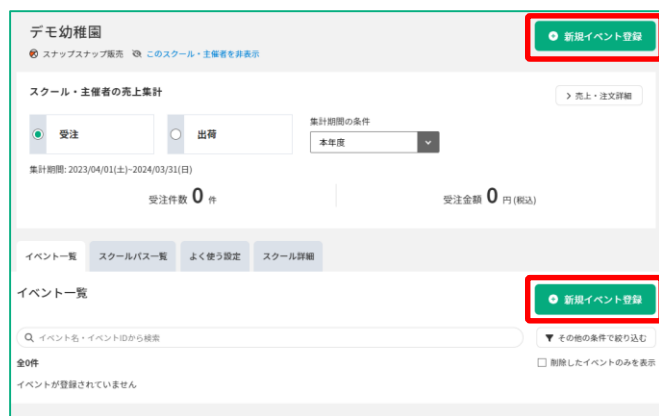 デモ幼稚園
新規イベント登録
スナップスナップ販売 このスクール・主催者を非表示
スクール・主催者の売上集計
売上・注文詳細
受注
出荷
集計期間の条件
本年度
集計期間: 2023/04/01(土)~2024/03/31(日)
受注件数 0 件
受注金額 0 円 (税込)
イベント一覧 スクールパス一覧 よく使う設定 スクール詳細
イベント一覧
新規イベント登録
イベント名・イベントIDから検索
その他の条件で絞り込む
全0件
削除したイベントのみを表示
イベントが登録されていません